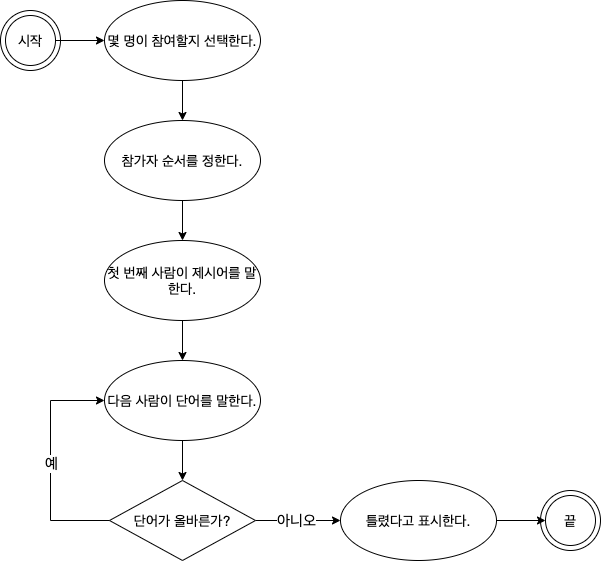 시작
몇 명이 참여할지 선택한다.
참가자 순서를 정한다.
첫 번째 사람이 제시어를 말
한다.
다음 사람이 단어를 말한다.
예
단어가 올바른가?
아니오
틀렸다고 표시한다.
끝